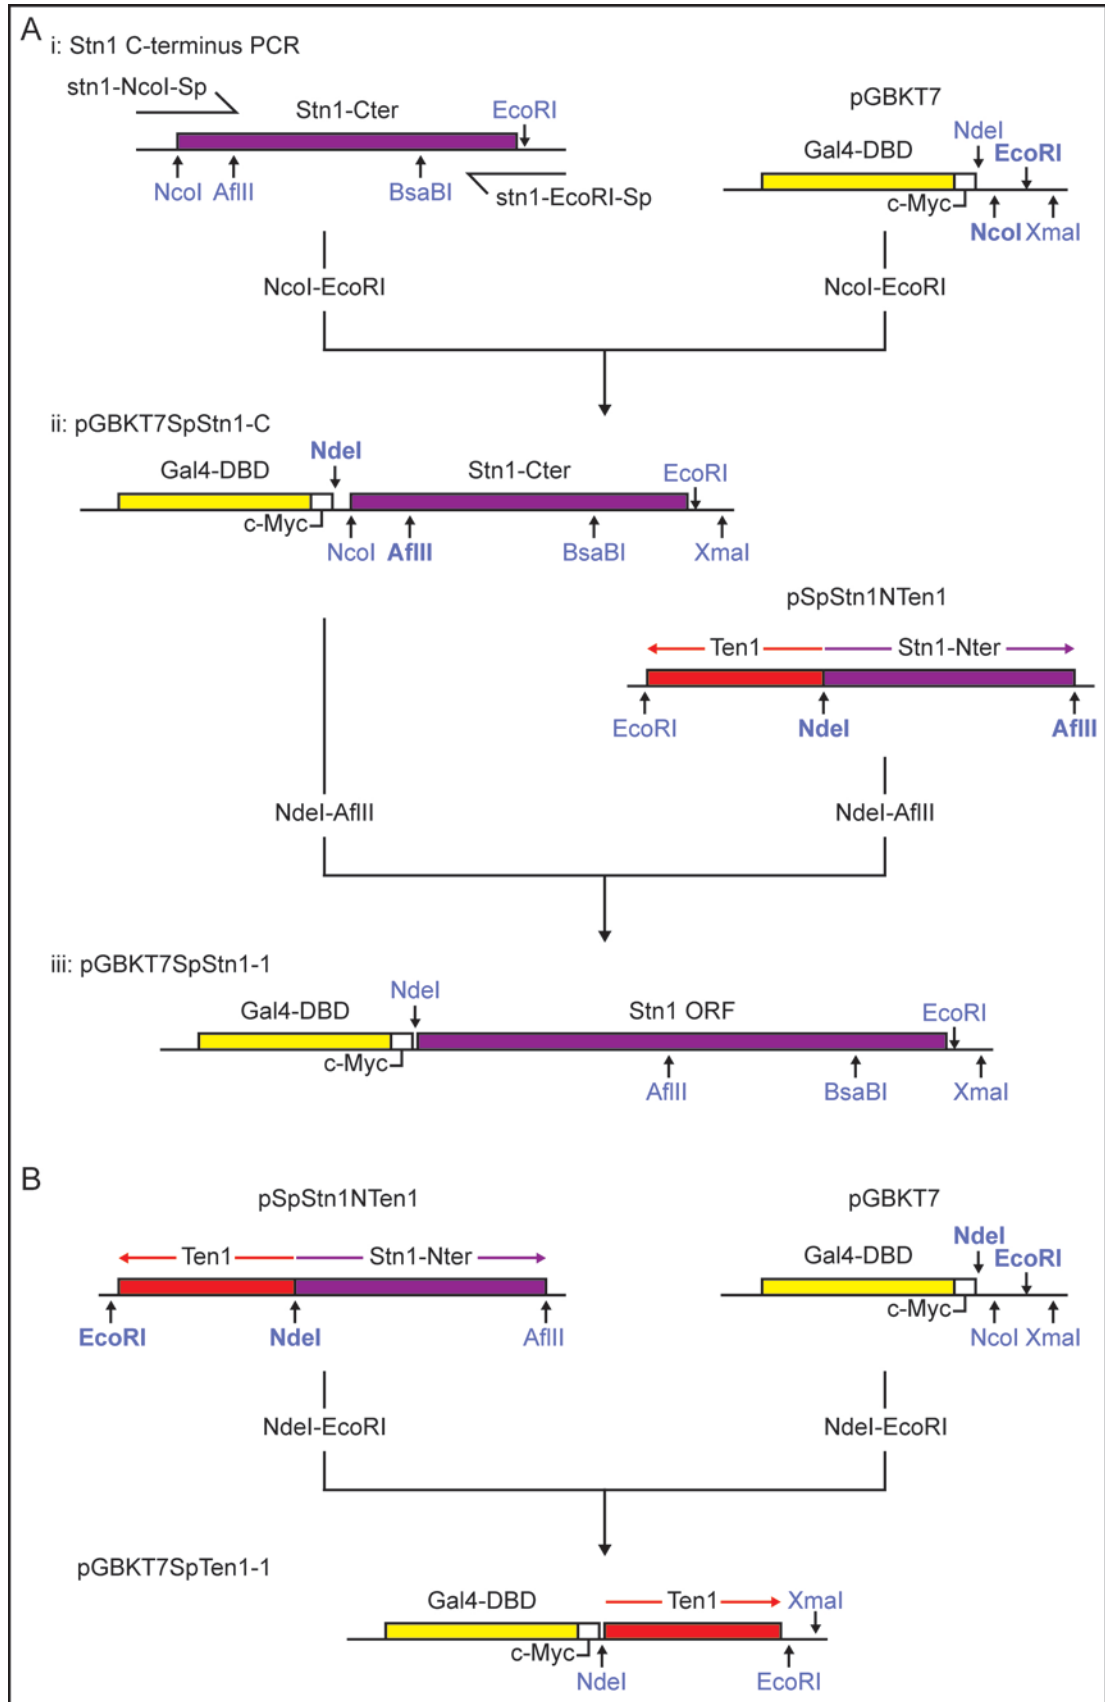 A
i: Stn1 C-terminus PCR
stn1-NcoI-Sp
Stn1-Cter
EcoRI
NcoI
AflII
BsaBI
stn1-EcoRI-Sp
pGBKT7
NdeI
Gal4-DBD
EcoRI
c-Myc
NcoI XmaI
NcoI-EcoRI
NcoI-EcoRI
ii: pGBKT7SpStn1-C
NdeI
Gal4-DBD
Stn1-Cter
EcoRI
c-Myc
NcoI
AflII
BsaBI
XmaI
pSpStn1NTen1
Ten1
Stn1-Nter
EcoRI
NdeI
AflII
NdeI-AflII
NdeI-AflII
iii: pGBKT7SpStn1-1
NdeI
Gal4-DBD
Stn1 ORF
EcoRI
c-Myc
AflII
BsaBI
XmaI
B
pSpStn1NTen1
Ten1
Stn1-Nter
EcoRI
NdeI
AflII
pGBKT7
NdeI
Gal4-DBD
EcoRI
c-Myc
NcoI XmaI
NdeI-EcoRI
NdeI-EcoRI
pGBKT7SpTen1-1
Gal4-DBD
Ten1
XmaI
c-Myc
NdeI
EcoRI